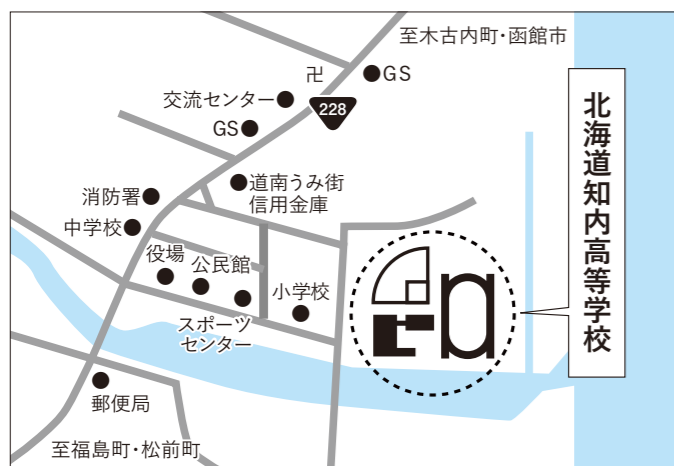 至木古内町・函館市
卍
GS
交流センター
228
GS
北海道知内高等学校
道南うみ街
信用金庫
消防署
中学校
役場
公民館
小学校
スポーツ
センター
郵便局
至福島町・松前町